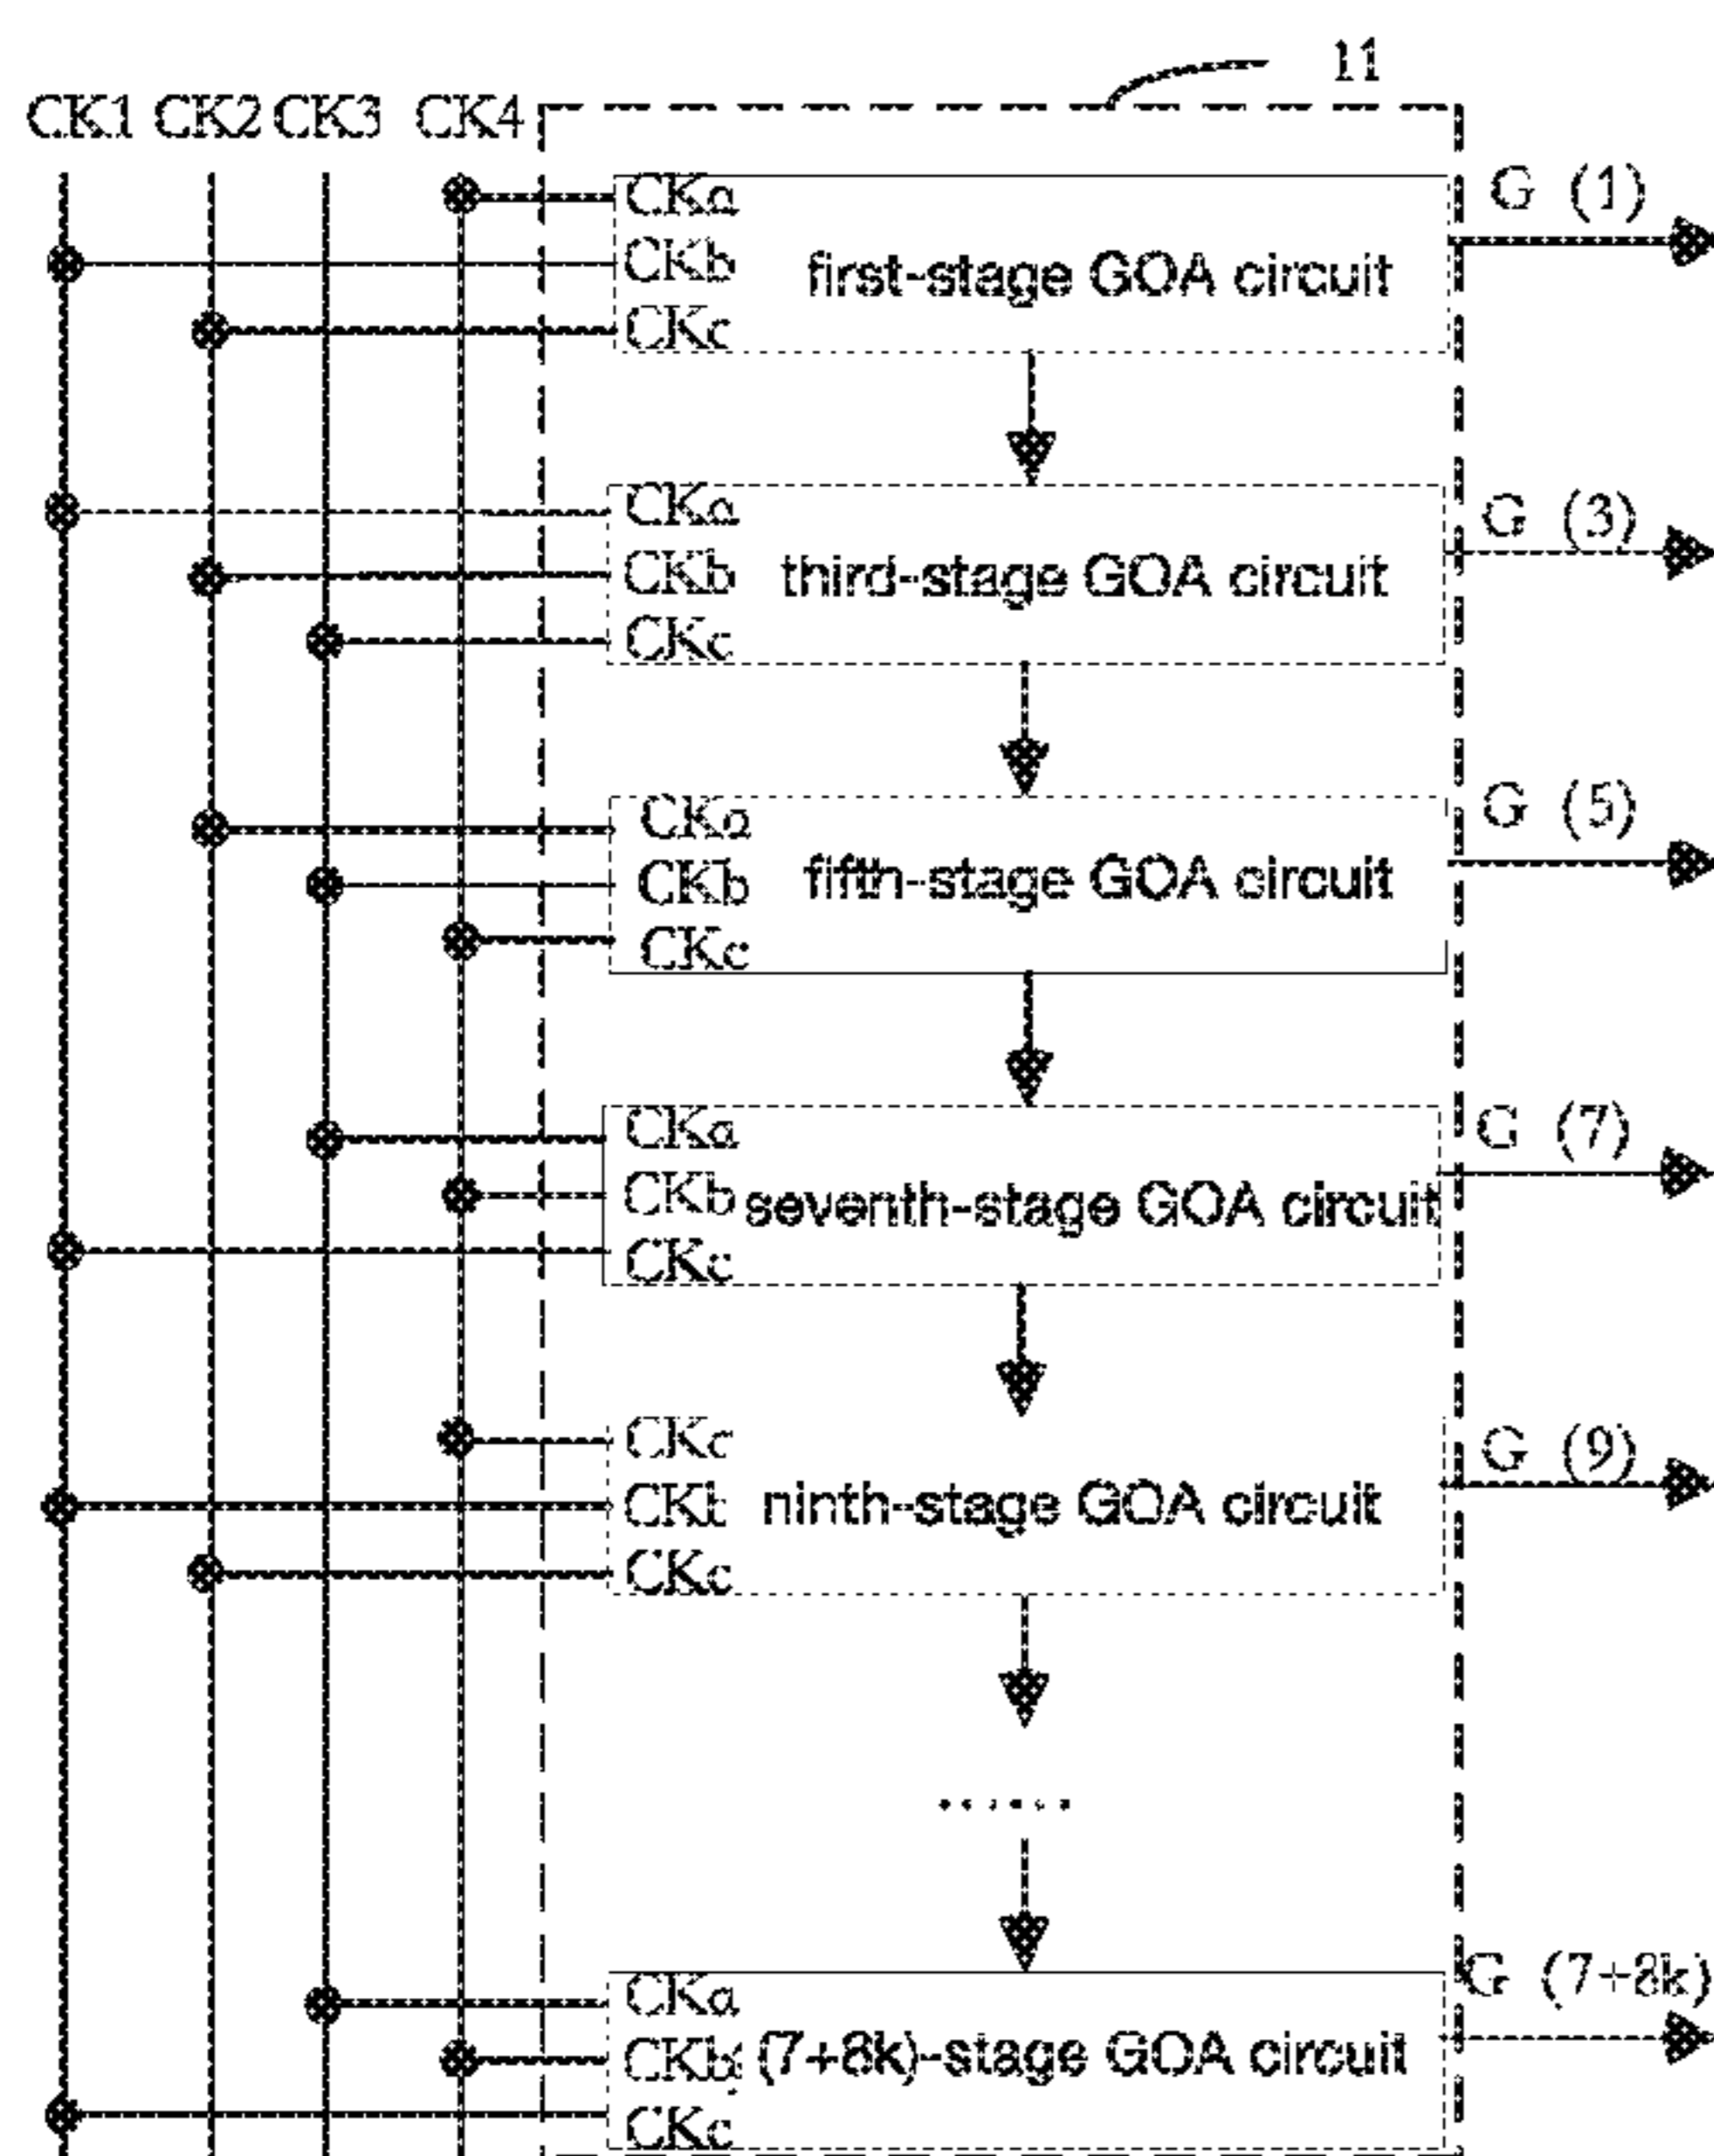 11
CK1 CK2 CK3 CK4
CKa
G (1)
CKb
first-stage GOA circuit
CKc
CKa
G (3)
CKb
third-stage GOA circuit
CKc
CKa
G (5)
CKb
fifth-stage GOA circuit
CKc
CKa
G (7)
CKb
seventh-stage GOA circuit
CKc
CKc
G (9)
ninth-stage GOA circuit
CKc
......
CKa
G (7+8k)
CKb
(7+8k)-stage GOA circuit
CKc